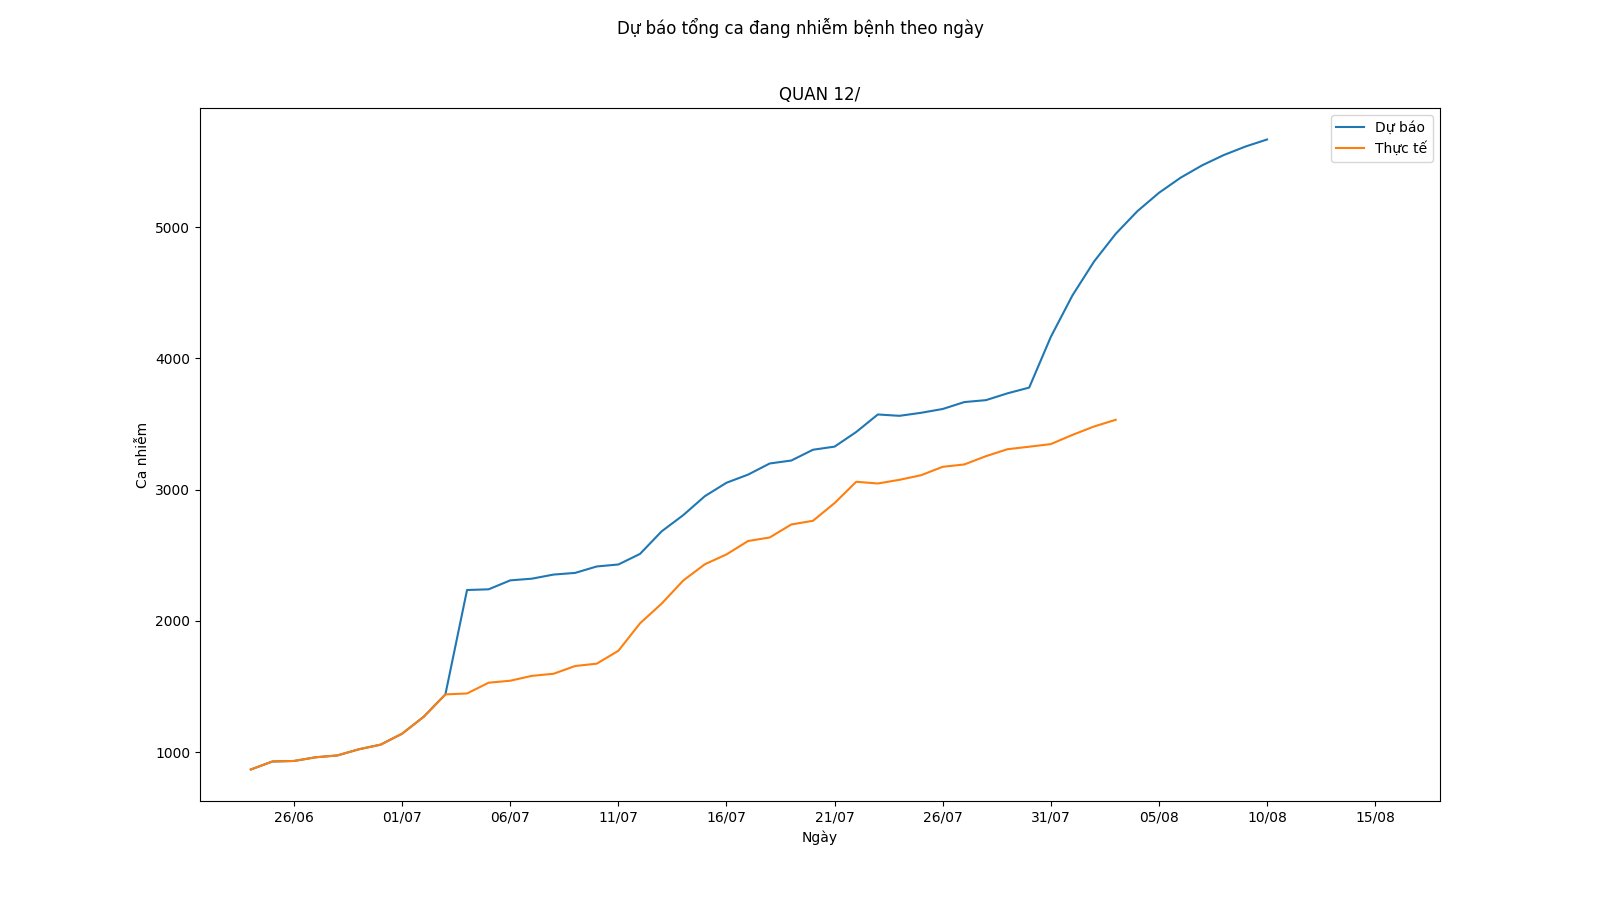 Dự báo tổng ca đang nhiễm bệnh theo ngày
QUAN 12/
Dự báo
Thực tế
Ca nhiễm
5000
4000
3000
2000
1000
26/06 01/07 06/07 11/07 16/07 21/07 26/07 31/07 05/08 10/08 15/08
Ngày